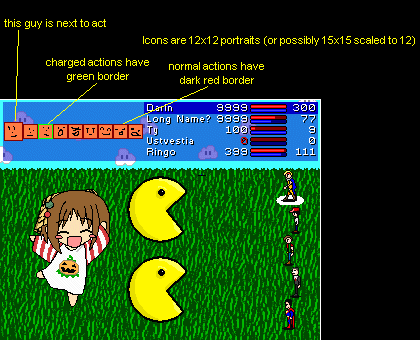 this guy is next to act
Icons are 12x12 portraits (or possibly 15x15 scaled to 12)
charged actions have
green border
normal actions have
dark red border
Darin 9999 300
Long Name? 9999 77
Ty 100 9
Ustvestia 0
Ringo 399 111